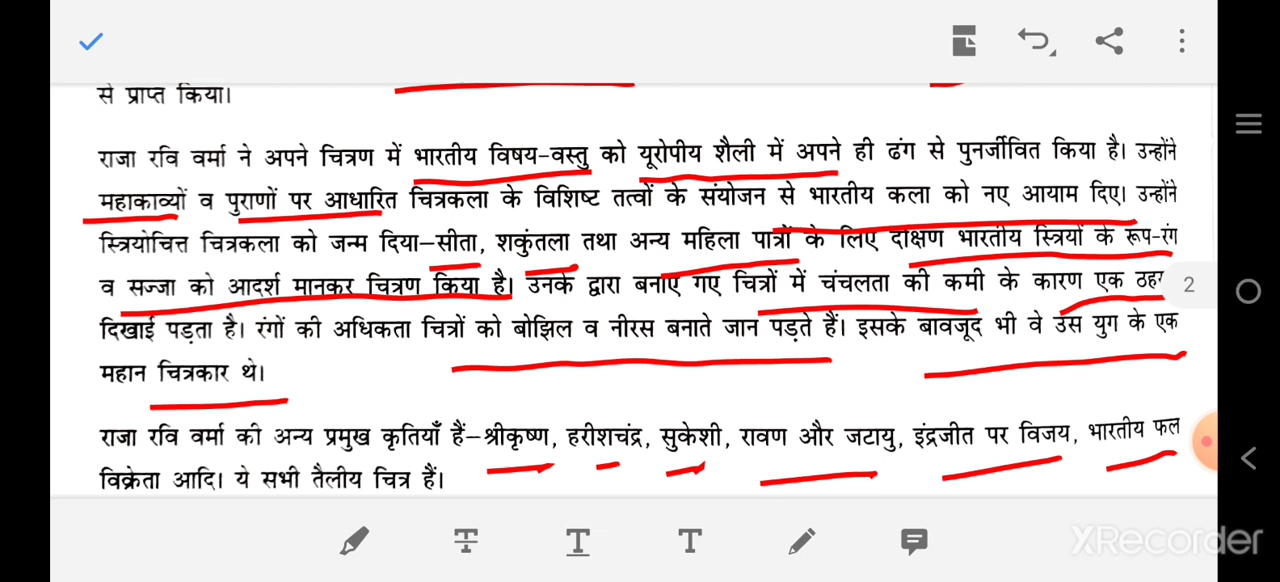 से प्राप्त किया।
राजा रवि वर्मा ने अपने चित्रण में भारतीय विषय-वस्तु को यूरोपीय शैली में अपने ही ढंग से पुनर्जीवित किया है। उन्होंने
महाकाव्यों व पुराणों पर आधारित चित्रकला के विशिष्ट तत्वों के संयोजन से भारतीय कला को नए आयाम दिए। उन्होंने
स्त्रियोचित्त चित्रकला को जन्म दिया-सीता, शकुंतला तथा अन्य महिला पात्रों के लिए दक्षिण भारतीय स्त्रियों के रूप-रंग
व सज्जा को आदर्श मानकर चित्रण किया है। उनके द्वारा बनाए गए चित्रों में चंचलता की कमी के कारण एक
2
दिखाई पड़ता है। रंगों की अधिकता चित्रों को बोझिल व नीरस बनाते जान पड़ते हैं। इसके बावजूद भी वे उस युग के एक
महान चित्रकार थे।
राजा रवि वर्मा की अन्य प्रमुख कृतियाँ हैं-श्रीकृष्ण, हरीशचंद्र, सुकेशी, रावण और जटायु, इंद्रजीत पर विजय, भारतीय फल
विक्रेता आदि। ये सभी तैलीय चित्र हैं।
XRecorder